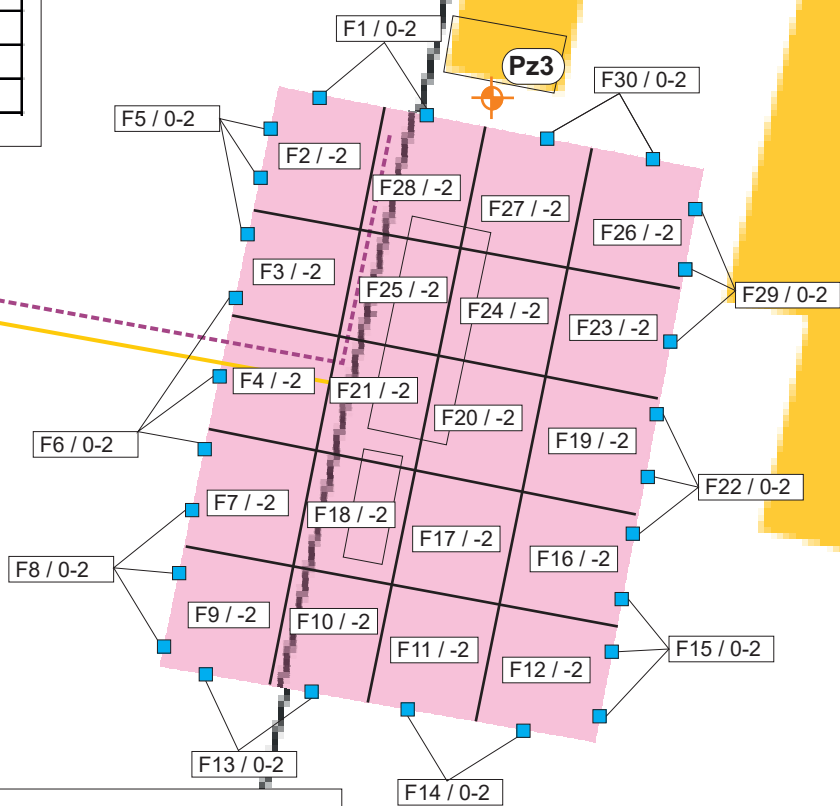 F1 / 0-2
Pz3
F30 / 0-2
F5 / 0-2
F2 / -2
F28 / -2
F27 / -2
F26 / -2
F3 / -2
F25 / -2
F24 / -2
F29 / 0-2
F23 / -2
F4 / -2
F21 / -2
F20 / -2
F6 / 0-2
F19 / -2
F22 / 0-2
F7 / -2
F18 / -2
F17 / -2
F16 / -2
F8 / 0-2
F9 / -2
F10 / -2
F11 / -2
F15 / 0-2
F12 / -2
F13 / 0-2
F14 / 0-2